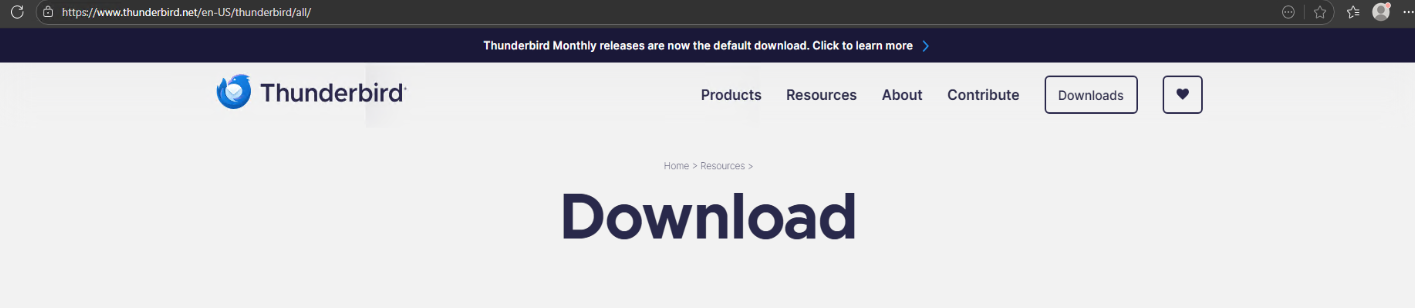 https://www.thunderbird.net/en-US/thunderbird/all/
Thunderbird Monthly releases are now the default download. Click to learn more
Thunderbird
Products Resources About Contribute Downloads
Home > Resources >
Download